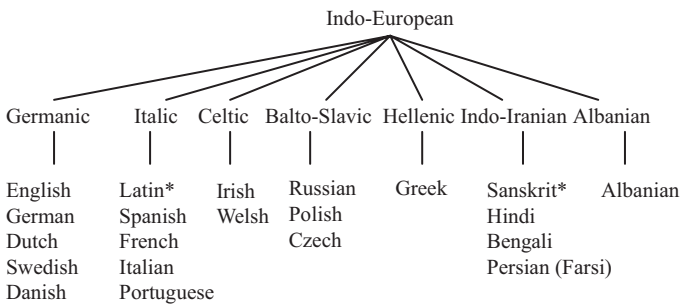 Indo-European
Germanic Italic Celtic Balto-Slavic Hellenic Indo-Iranian Albanian
English Latin* Irish Russian Greek Sanskrit* Albanian
German Spanish Welsh Polish Hindi
Dutch French Czech Bengali
Swedish Italian Persian (Farsi)
Danish Portuguese